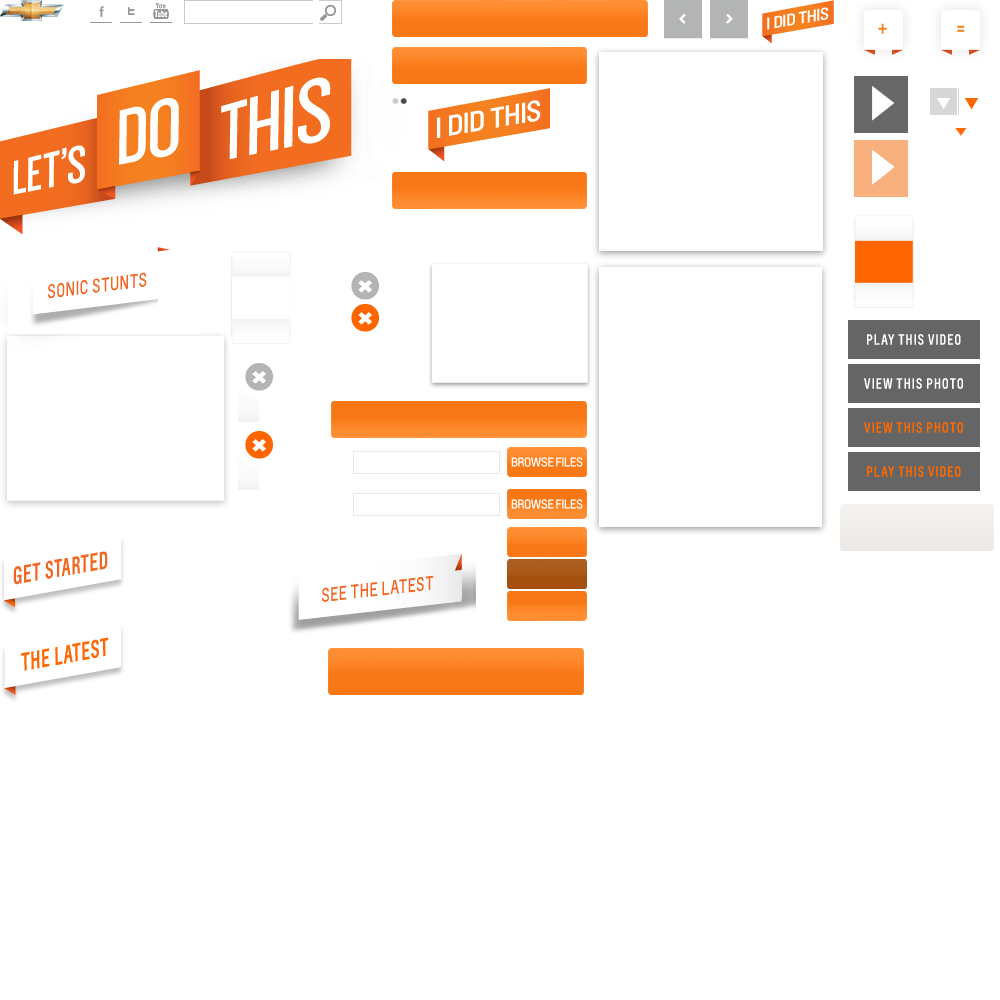 f
t
You
Tube
I DID THIS
+
=
LET'S
DO
THIS
I DID THIS
SONIC STUNTS
PLAY THIS VIDEO
VIEW THIS PHOTO
VIEW THIS PHOTO
PLAY THIS VIDEO
BROWSE FILES
BROWSE FILES
GET STARTED
SEE THE LATEST
THE LATEST